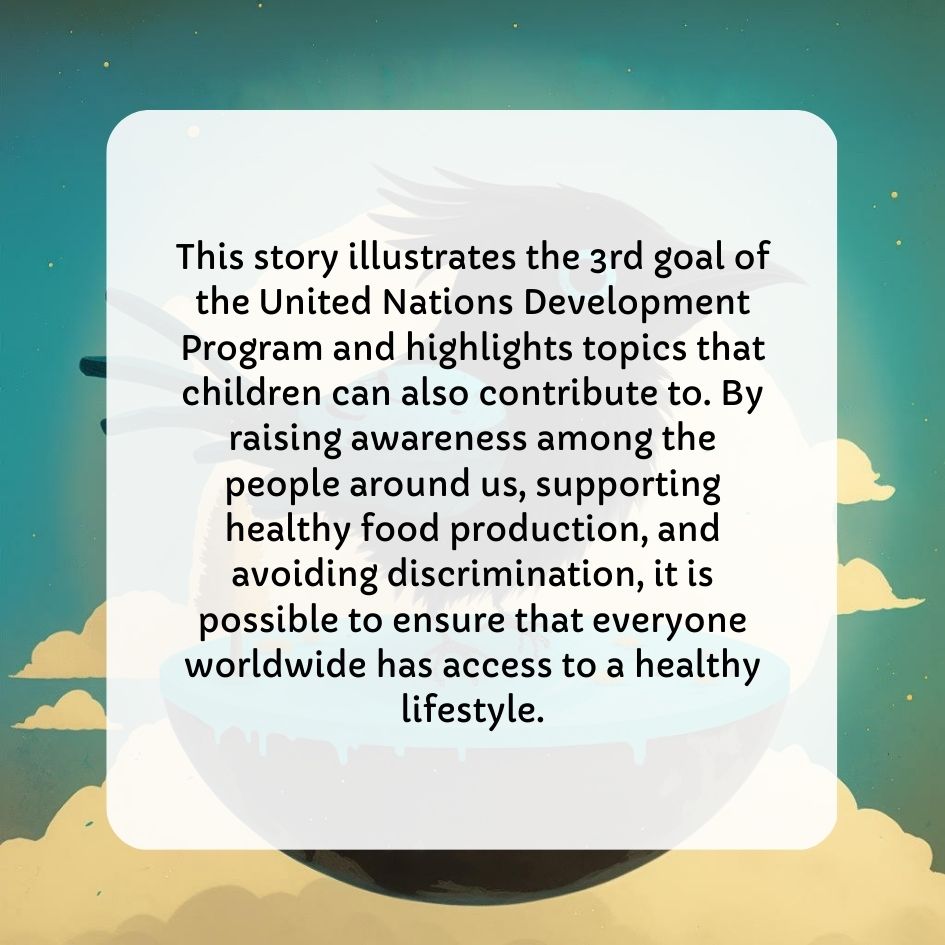 This story illustrates the 3rd goal of
the United Nations Development
Program and highlights topics that
children can also contribute to. By
raising awareness among the
people around us, supporting
healthy food production, and
avoiding discrimination, it is
possible to ensure that everyone
worldwide has access to a healthy
lifestyle.